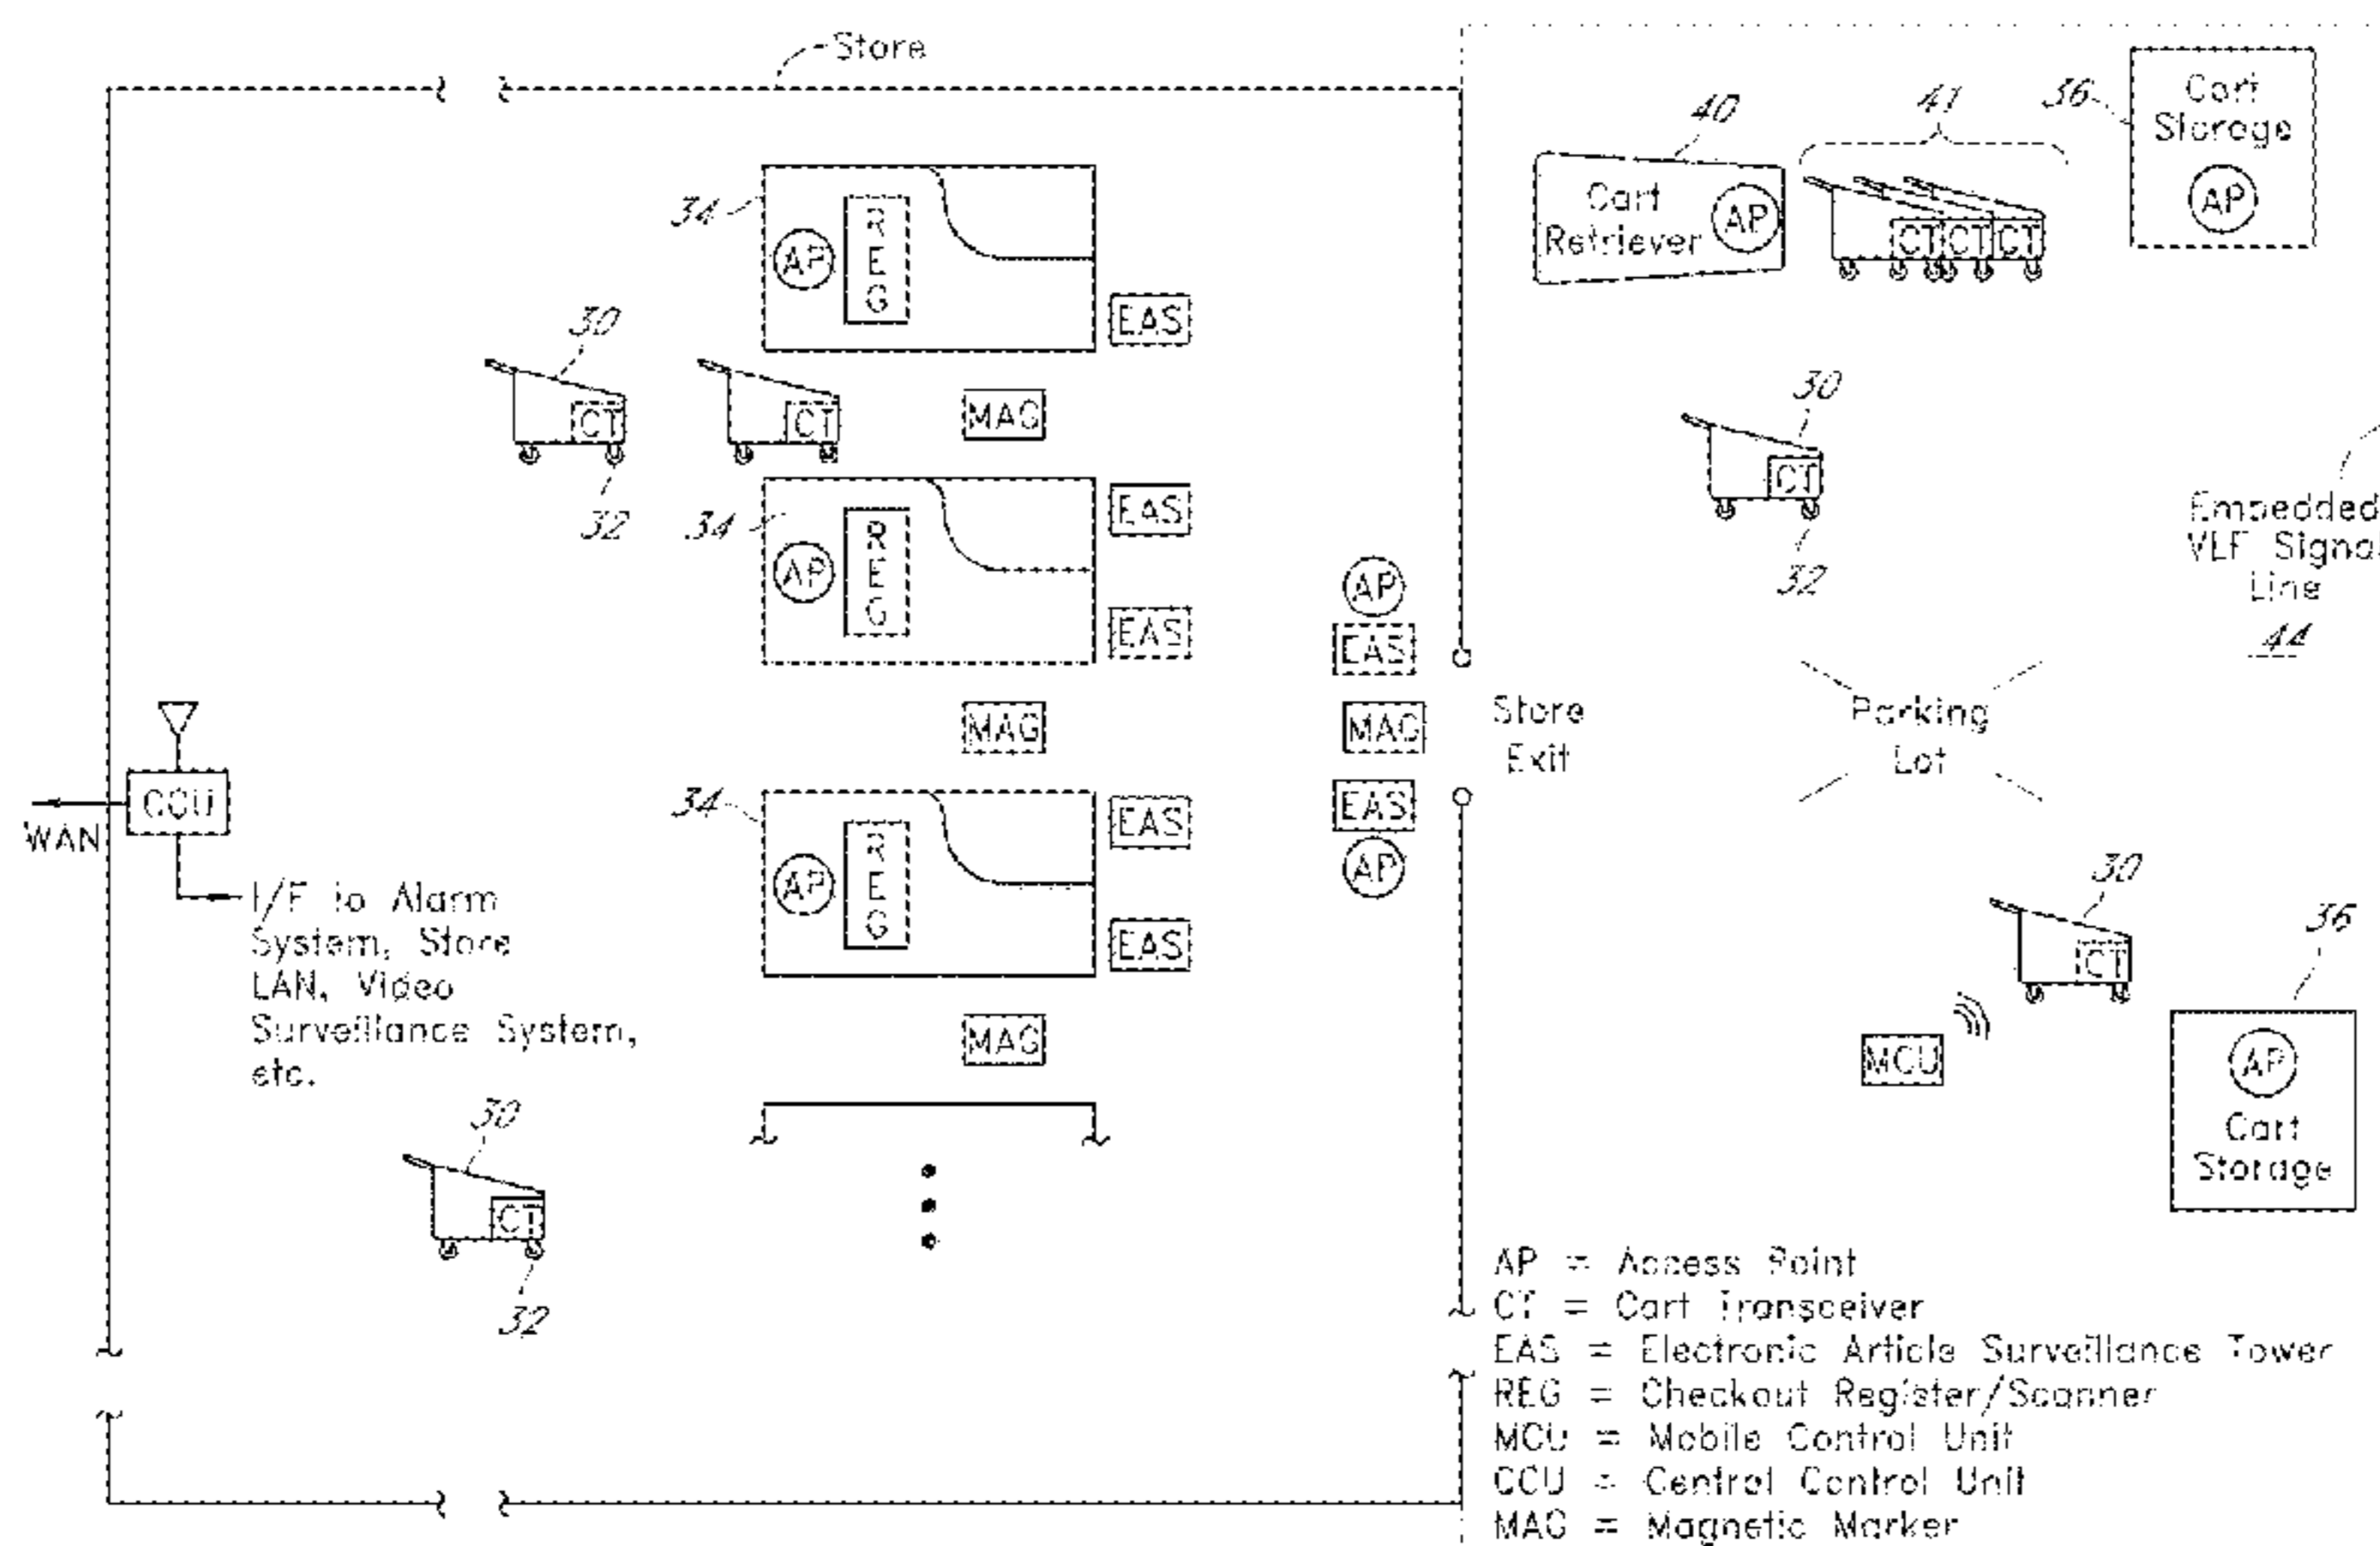 Store
40
41
36
Cart
Storage
AP
Cart
Retriever
AP
CT
CT
CT
34
AP
REG
EAS
30
CT
CT
32
MAG
30
CT
32
34
AP
REG
EAS
EAS
Embedded
VLF Signal
Line
44
AP
EAS
MAG
EAS
AP
Store
Exit
Parking
Lot
MAG
CCU
WAN
I/F to Alarm
System, Store
LAN, Video
Surveillance System,
etc.
34
AP
REG
EAS
EAS
MAG
30
CT
36
MCU
AP
Cart
Storage
30
CT
32
AP = Access Point
CT = Cart Transceiver
EAS = Electronic Article Surveillance Tower
REG = Checkout Register/Scanner
MCU = Mobile Control Unit
CCU = Central Control Unit
MAG = Magnetic Marker